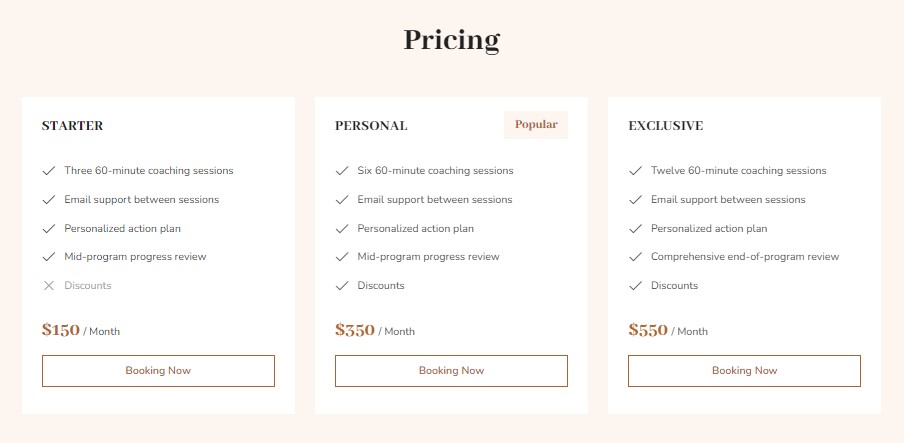 Pricing
STARTER
Three 60-minute coaching sessions
Email support between sessions
Personalized action plan
Mid-program progress review
Discounts
$150 / Month
Booking Now
PERSONAL
Popular
Six 60-minute coaching sessions
Email support between sessions
Personalized action plan
Mid-program progress review
Discounts
$350 / Month
Booking Now
EXCLUSIVE
Twelve 60-minute coaching sessions
Email support between sessions
Personalized action plan
Comprehensive end-of-program review
Discounts
$550 / Month
Booking Now